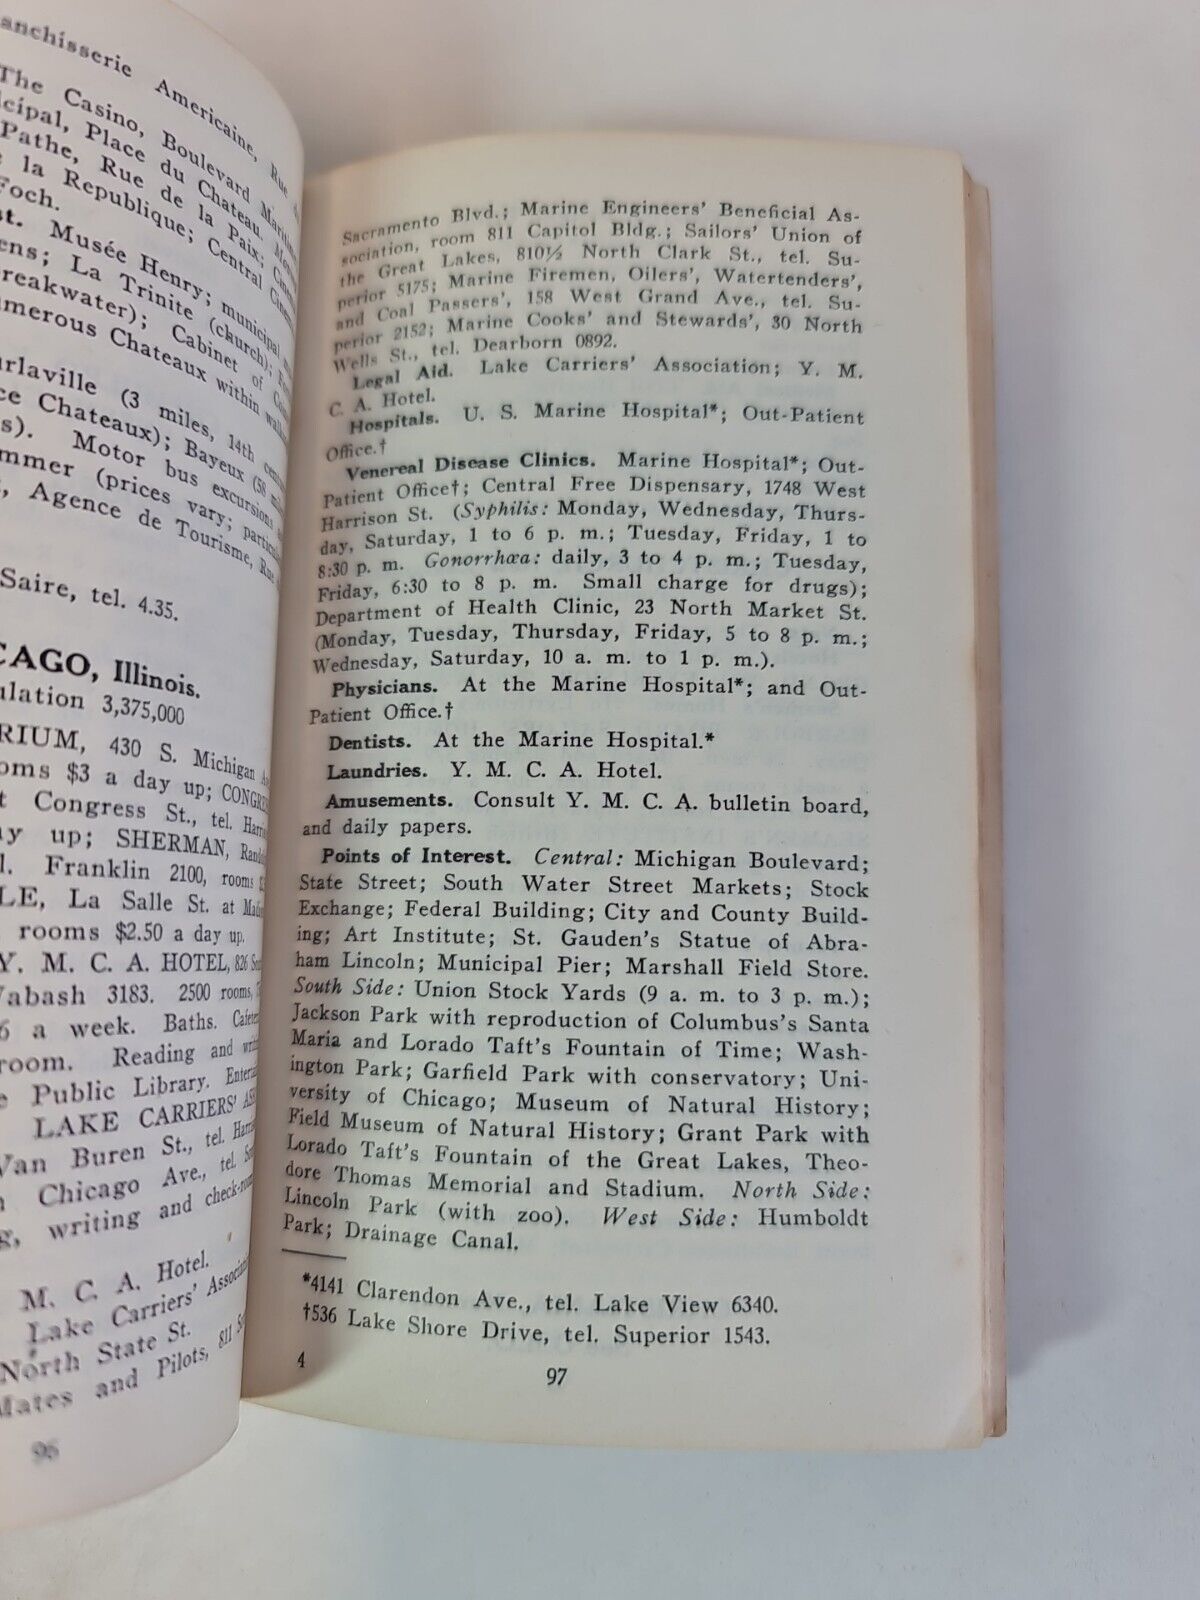 anchisserie Americaine, Rue
The Casino, Boulevard Maritime
icipal, Place du Chateau.
Pathe, Rue de la Paix;
la Republique; Central
Foch.
st. Musée Henry; municipal
ens; La Trinite (church);
breakwater); Cabinet of
umerous Chateaux within
urlaville (3 miles, 14th
ce Chateaux); Bayeux (58
s). Motor bus excursions
mmer (prices vary;
, Agence de Tourisme, Rue
Saire, tel. 4.35.
CAGO, Illinois.
ulation 3,375,000
RIUM, 430 S. Michigan
oms $3 a day up;
t Congress St., tel.
ay up; SHERMAN,
l. Franklin 2100, rooms
LE, La Salle St. at
rooms $2.50 a day up.
Y. M. C. A. HOTEL, 826
Vabash 3183. 2500 rooms,
6 a week. Baths.
room. Reading and
e Public Library.
LAKE CARRIERS'
Van Buren St., tel.
n Chicago Ave., tel.
g, writing and
M. C. A. Hotel.
Lake Carriers'
North State St.
Mates and Pilots, 811
96
Sacramento Blvd.; Marine Engineers' Beneficial As-
sociation, room 811 Capitol Bldg.; Sailors' Union of
the Great Lakes, 810½ North Clark St., tel. Su-
perior 5175; Marine Firemen, Oilers', Watertenders',
and Coal Passers', 158 West Grand Ave., tel. Su-
perior 2152; Marine Cooks' and Stewards', 30 North
Wells St., tel. Dearborn 0892.
Legal Aid. Lake Carriers' Association; Y. M.
C. A. Hotel.
Hospitals. U. S. Marine Hospital*; Out-Patient
Office.†
Venereal Disease Clinics. Marine Hospital*; Out-
Patient Office†; Central Free Dispensary, 1748 West
Harrison St. (Syphilis: Monday, Wednesday, Thurs-
day, Saturday, 1 to 6 p. m.; Tuesday, Friday, 1 to
8:30 p. m. Gonorrhœa: daily, 3 to 4 p. m.; Tuesday,
Friday, 6:30 to 8 p. m. Small charge for drugs);
Department of Health Clinic, 23 North Market St.
(Monday, Tuesday, Thursday, Friday, 5 to 8 p. m.;
Wednesday, Saturday, 10 a. m. to 1 p. m.).
Physicians. At the Marine Hospital*; and Out-
Patient Office.†
Dentists. At the Marine Hospital.*
Laundries. Y. M. C. A. Hotel.
Amusements. Consult Y. M. C. A. bulletin board,
and daily papers.
Points of Interest. Central: Michigan Boulevard;
State Street; South Water Street Markets; Stock
Exchange; Federal Building; City and County Build-
ing; Art Institute; St. Gauden's Statue of Abra-
ham Lincoln; Municipal Pier; Marshall Field Store.
South Side: Union Stock Yards (9 a. m. to 3 p. m.);
Jackson Park with reproduction of Columbus's Santa
Maria and Lorado Taft's Fountain of Time; Wash-
ington Park; Garfield Park with conservatory; Uni-
versity of Chicago; Museum of Natural History;
Field Museum of Natural History; Grant Park with
Lorado Taft's Fountain of the Great Lakes, Theo-
dore Thomas Memorial and Stadium. North Side:
Lincoln Park (with zoo). West Side: Humboldt
Park; Drainage Canal.
*4141 Clarendon Ave., tel. Lake View 6340.
†536 Lake Shore Drive, tel. Superior 1543.
4
97